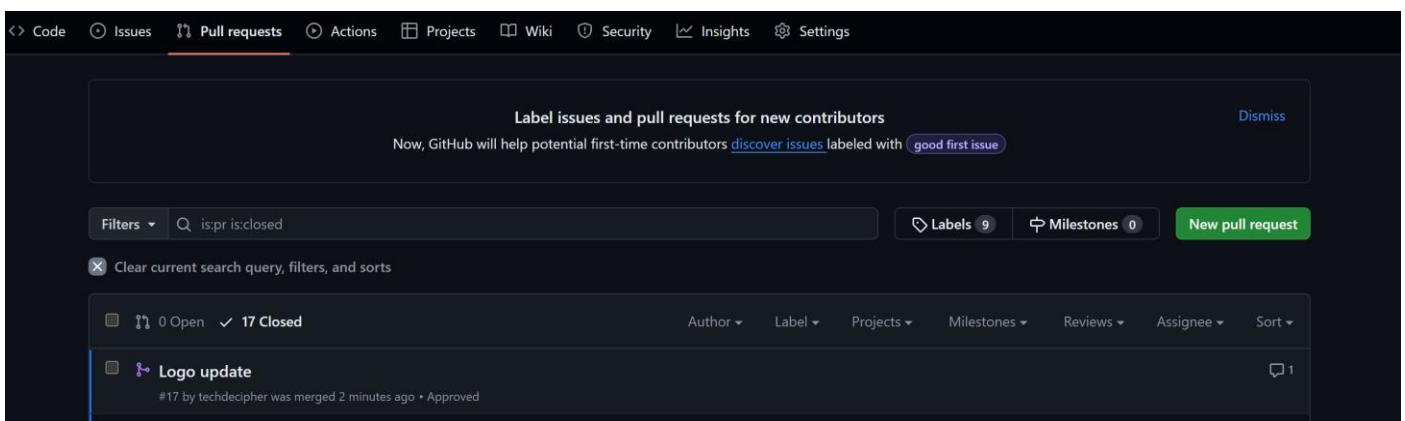 Code Issues Pull requests Actions Projects Wiki Security Insights Settings
Label issues and pull requests for new contributors
Dismiss
Now, GitHub will help potential first-time contributors discover issues labeled with good first issue
Filters is:pr is:closed Labels 9 Milestones 0 New pull request
Clear current search query, filters, and sorts
0 Open 17 Closed Author Label Projects Milestones Reviews Assignee Sort
Logo update 1
#17 by techdecipher was merged 2 minutes ago • Approved